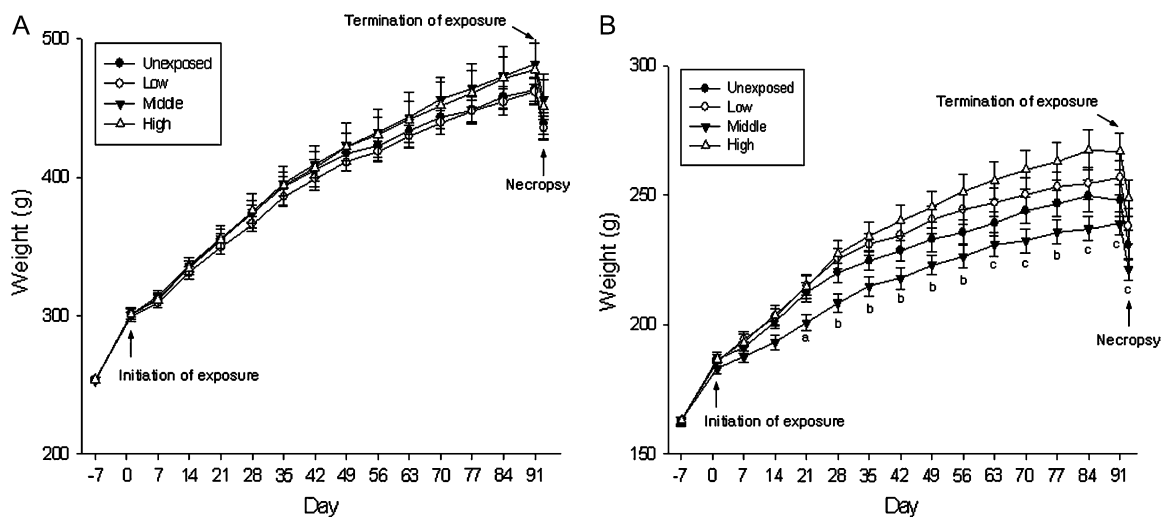 A
Weight (g)
500
400
300
200
Unexposed
Low
Middle
High
Termination of exposure
Necropsy
Initiation of exposure
-7 0 7 14 21 28 35 42 49 56 63 70 77 84 91
Day
B
Weight (g)
300
250
200
150
Unexposed
Low
Middle
High
Termination of exposure
a b b b b b c c b c c c
Necropsy
Initiation of exposure
-7 0 7 14 21 28 35 42 49 56 63 70 77 84 91
Day